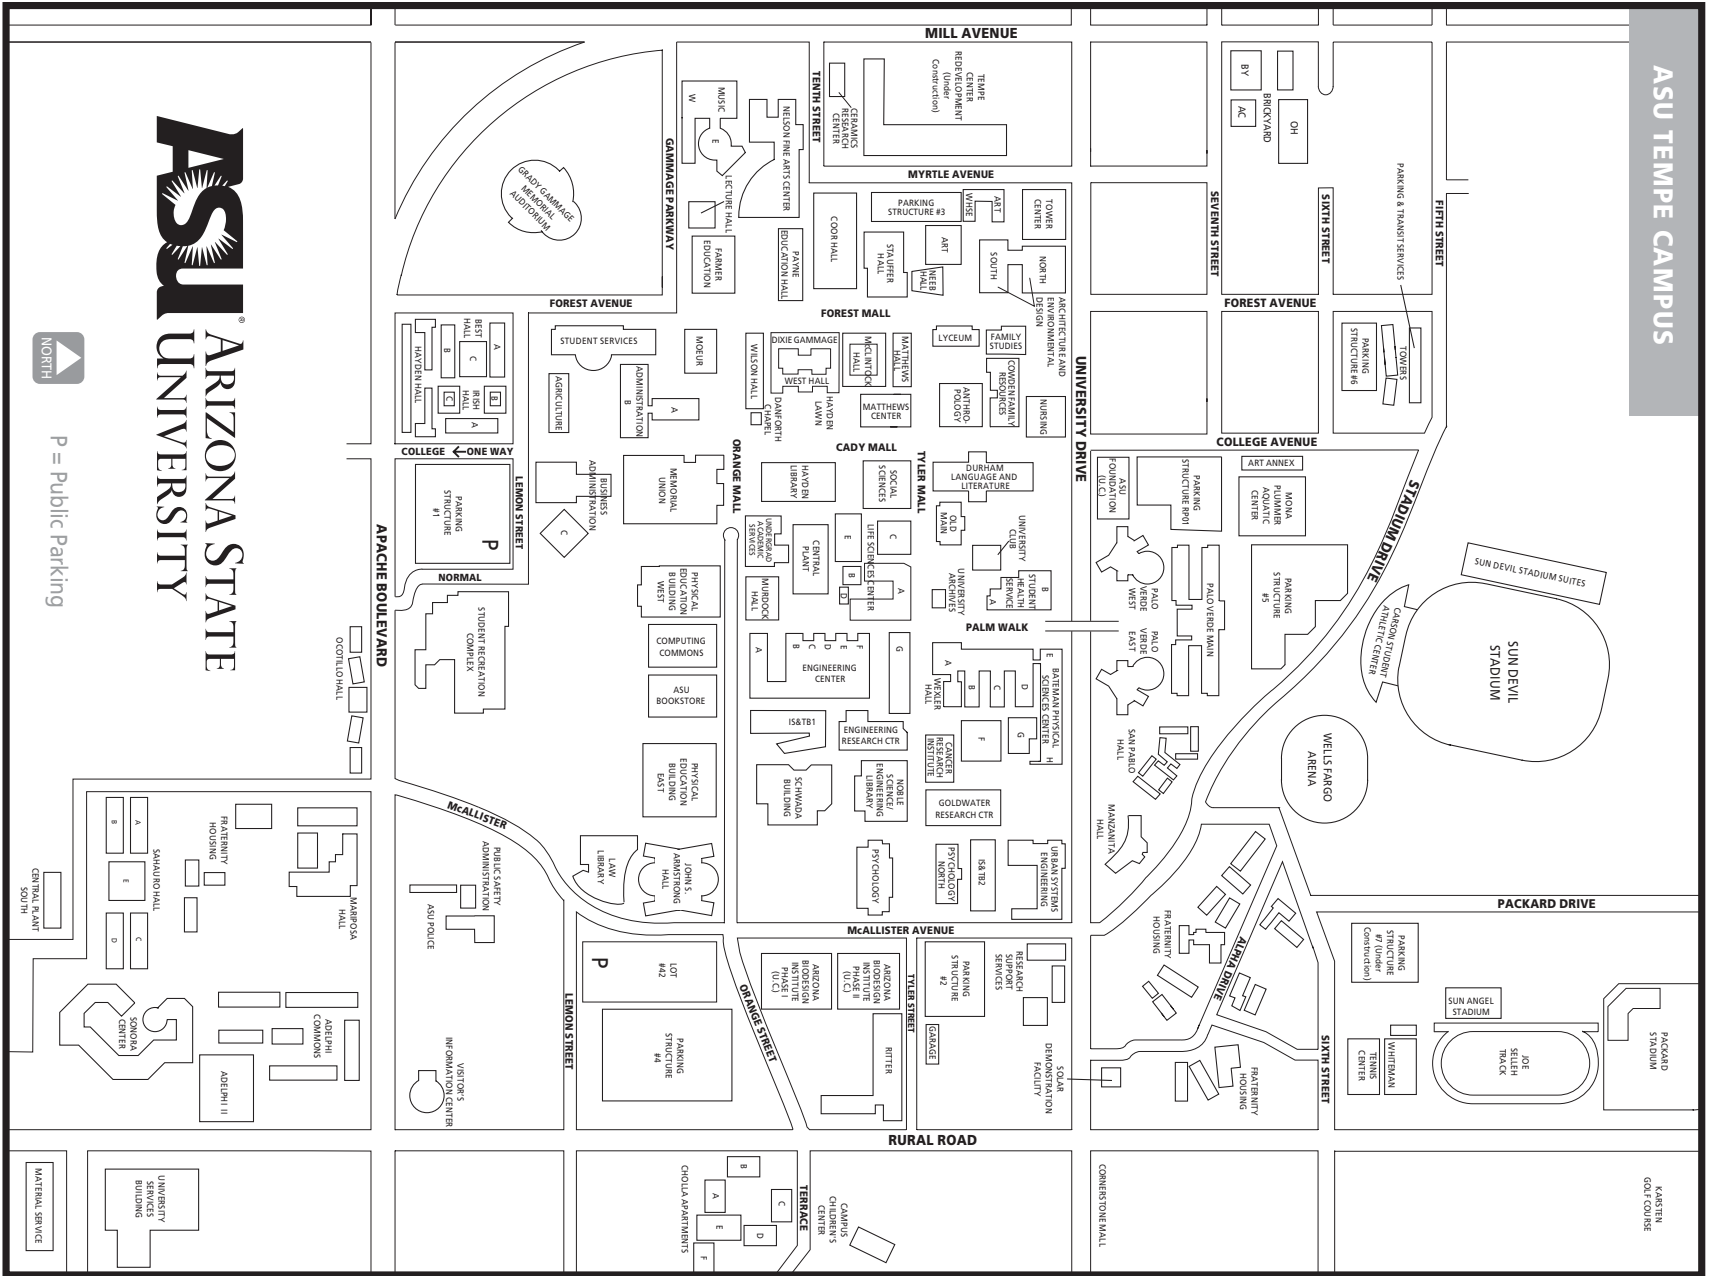 ASU TEMPE CAMPUS
MILL AVENUE
TENTH STREET
CERAMICS
RESEARCH
CENTER
TEMPE
CENTER
REDEVELOPMENT
(Under
Construction)
BY
AC
BRICKYARD
OH
MUSIC
W
E
NELSON FINE ARTS CENTER
LECTURE HALL
GAMMAGE PARKWAY
GRADY GAMMAGE
MEMORIAL
AUDITORIUM
MYRTLE AVENUE
PARKING
STRUCTURE #3
ART
WHSE
TOWER
CENTER
COOR HALL
STAUFFER
HALL
ART
NEEB
HALL
SOUTH
NORTH
ARCHITECTURE AND
ENVIRONMENTAL
DESIGN
FARMER
EDUCATION
PAYNE
EDUCATION HALL
SEVENTH STREET
SIXTH STREET
FIFTH STREET
PARKING & TRANSIT SERVICES
FOREST AVENUE
FOREST MALL
FOREST AVENUE
ASU
® ARIZONA STATE
UNIVERSITY
NORTH
P = Public Parking
BEST
HALL
A
B
C
HAYDEN HALL
IRISH
HALL
B
C
A
STUDENT SERVICES
MOEUR
AGRICULTURE
ADMINISTRATION
B
A
WILSON HALL
DIXIE GAMMAGE
WEST HALL
McCLINTOCK
HALL
MATTHEWS
HALL
HAYDEN
LAWN
DANFORTH
CHAPEL
MATTHEWS
CENTER
LYCEUM
FAMILY
STUDIES
COWDEN FAMILY
RESOURCES
ANTHRO-
POLOGY
NURSING
UNIVERSITY DRIVE
PARKING
STRUCTURE #6
TOWERS
COLLEGE
ONE WAY
CADY MALL
COLLEGE AVENUE
ORANGE MALL
TYLER MALL
LEMON STREET
PARKING
STRUCTURE
#1
P
BUSINESS
ADMINISTRATION
C
MEMORIAL
UNION
HAYDEN
LIBRARY
SOCIAL
SCIENCES
DURHAM
LANGUAGE AND
LITERATURE
ASU
FOUNDATION
(U.C.)
PARKING
STRUCTURE RP01
ART ANNEX
MONA
PLUMMER
AQUATIC
CENTER
STADIUM DRIVE
UNDERGRAD
ACADEMIC
SERVICES
CENTRAL
PLANT
E
C
LIFE SCIENCES CENTER
B
D
A
OLD
MAIN
UNIVERSITY
CLUB
UNIVERSITY
ARCHIVES
STUDENT
HEALTH
SERVICE
B
A
MURDOCK
HALL
PALO
VERDE
WEST
PALO VERDE MAIN
PALO
VERDE
EAST
PARKING
STRUCTURE
#5
SUN DEVIL STADIUM SUITES
CARSON STUDENT
ATHLETIC CENTER
SUN DEVIL
STADIUM
APACHE BOULEVARD
NORMAL
STUDENT RECREATION
COMPLEX
PHYSICAL
EDUCATION
BUILDING
WEST
COMPUTING
COMMONS
ASU
BOOKSTORE
PALM WALK
A
B
C
D
E
F
ENGINEERING
CENTER
G
E
A
WEXLER
HALL
B
C
D
BATEMAN PHYSICAL
SCIENCES CENTER
F
G
H
OCOTILLO HALL
IS&TB1
ENGINEERING
RESEARCH CTR
CANCER
RESEARCH
INSTITUTE
SAN PABLO
HALL
WELLS FARGO
ARENA
PHYSICAL
EDUCATION
BUILDING
EAST
SCHWADA
BUILDING
NOBLE
SCIENCE/
ENGINEERING
LIBRARY
GOLDWATER
RESEARCH CTR
MANZANITA
HALL
McALLISTER
B
A
E
D
C
SAHAURO HALL
FRATERNITY
HOUSING
MARIPOSA
HALL
CENTRAL PLANT
SOUTH
PUBLIC SAFETY
ADMINISTRATION
ASU POLICE
LAW
LIBRARY
JOHN S.
ARMSTRONG
HALL
PSYCHOLOGY
PSYCHOLOGY
NORTH
IS&TB2
URBAN SYSTEMS
ENGINEERING
FRATERNITY
HOUSING
ALPHA DRIVE
PACKARD DRIVE
McALLISTER AVENUE
P
LOT
#42
ARIZONA
BIODESIGN
INSTITUTE
PHASE I
(U.C.)
ARIZONA
BIODESIGN
INSTITUTE
PHASE II
(U.C.)
TYLER STREET
PARKING
STRUCTURE
#2
RESEARCH
SUPPORT
SERVICES
PARKING
STRUCTURE
#7 (Under
Construction)
SONORA
CENTER
ADELPHI
COMMONS
ADELPHI II
VISITOR'S
INFORMATION CENTER
LEMON STREET
PARKING
STRUCTURE
#4
ORANGE STREET
RITTER
GARAGE
SOLAR
DEMONSTRATION
FACILITY
FRATERNITY
HOUSING
SIXTH STREET
SUN ANGEL
STADIUM
TENNIS
CENTER
WHITEMAN
JOE
SELLEH
TRACK
PACKARD
STADIUM
RURAL ROAD
MATERIAL SERVICE
UNIVERSITY
SERVICES
BUILDING
CHOLLA APARTMENTS
B
A
C
E
D
F
TERRACE
CAMPUS
CHILDREN'S
CENTER
CORNERSTONE MALL
KARSTEN
GOLF COURSE